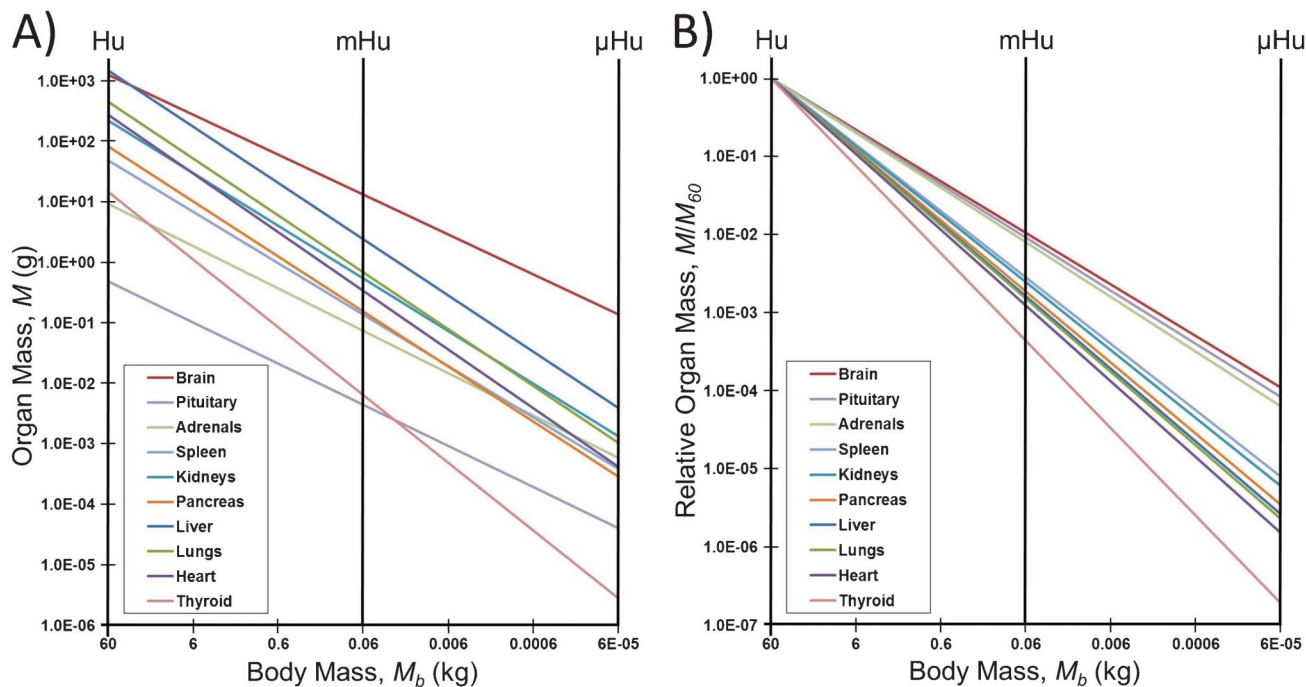 A)
Hu
mHu
µHu
1.0E+03
1.0E+02
1.0E+01
1.0E+00
1.0E-01
1.0E-02
1.0E-03
1.0E-04
1.0E-05
1.0E-06
Organ Mass, M (g)
Brain
Pituitary
Adrenals
Spleen
Kidneys
Pancreas
Liver
Lungs
Heart
Thyroid
60
6
0.6
0.06
0.006
0.0006
6E-05
Body Mass, M_b (kg)
B)
Hu
mHu
µHu
1.0E+00
1.0E-01
1.0E-02
1.0E-03
1.0E-04
1.0E-05
1.0E-06
1.0E-07
Relative Organ Mass, M/M_60
Brain
Pituitary
Adrenals
Spleen
Kidneys
Pancreas
Liver
Lungs
Heart
Thyroid
60
6
0.6
0.06
0.006
0.0006
6E-05
Body Mass, M_b (kg)